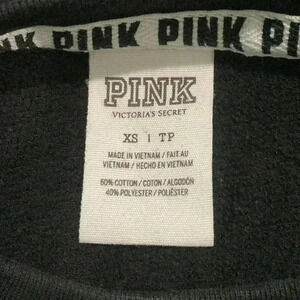 PINK PINK PINK
PINK
VICTORIA'S SECRET
XS | TP
MADE IN VIETNAM / FAIT AU
VIETNAM / HECHO EN VIETNAM
60% COTTON / COTON / ALGODÓN
40% POLYESTER / POLIÉSTER